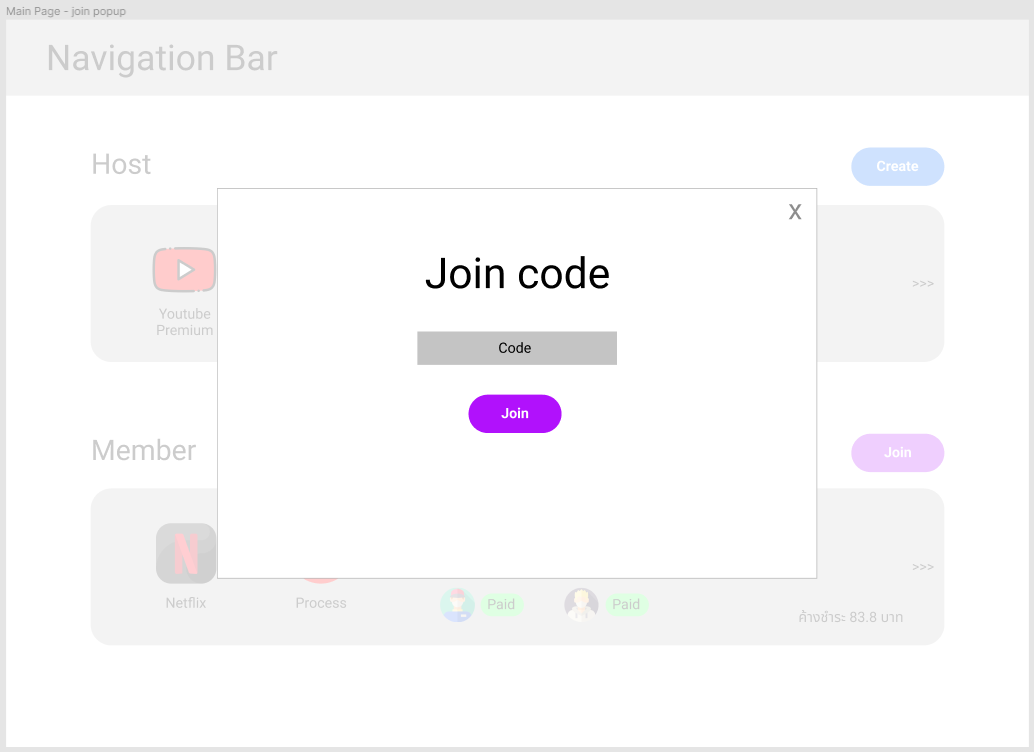 Main Page - join popup
Navigation Bar
Host
Create
X
Join code
Youtube
Premium
>>>
Code
Join
Member
Join
N
>>>
Netflix
Process
Paid
Paid
ค้างชำระ 83.8 บาท